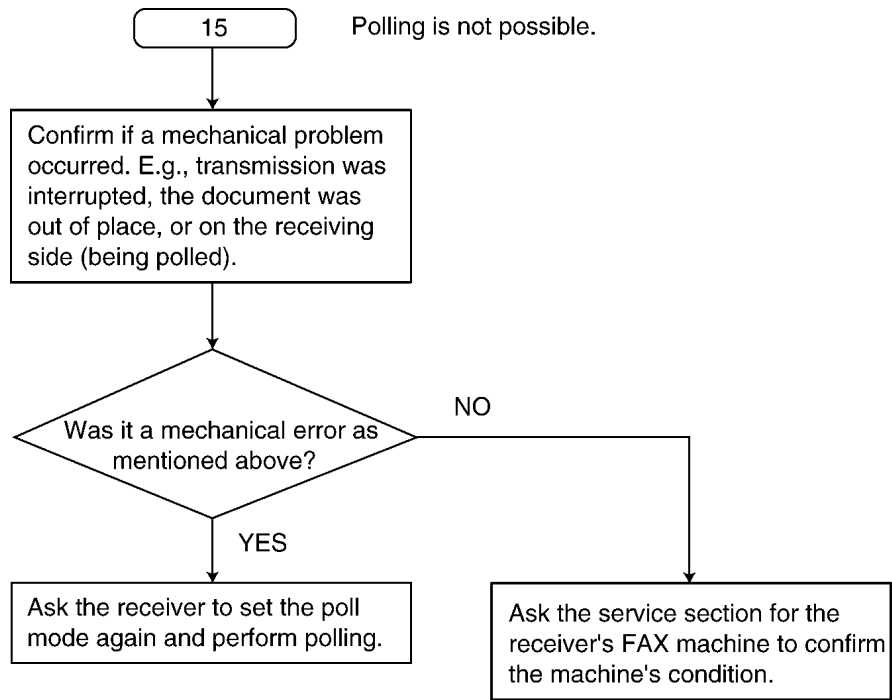 15
Polling is not possible.
Confirm if a mechanical problem
occurred. E.g., transmission was
interrupted, the document was
out of place, or on the receiving
side (being polled).
Was it a mechanical error as
mentioned above?
NO
YES
Ask the receiver to set the poll
mode again and perform polling.
Ask the service section for the
receiver's FAX machine to confirm
the machine's condition.